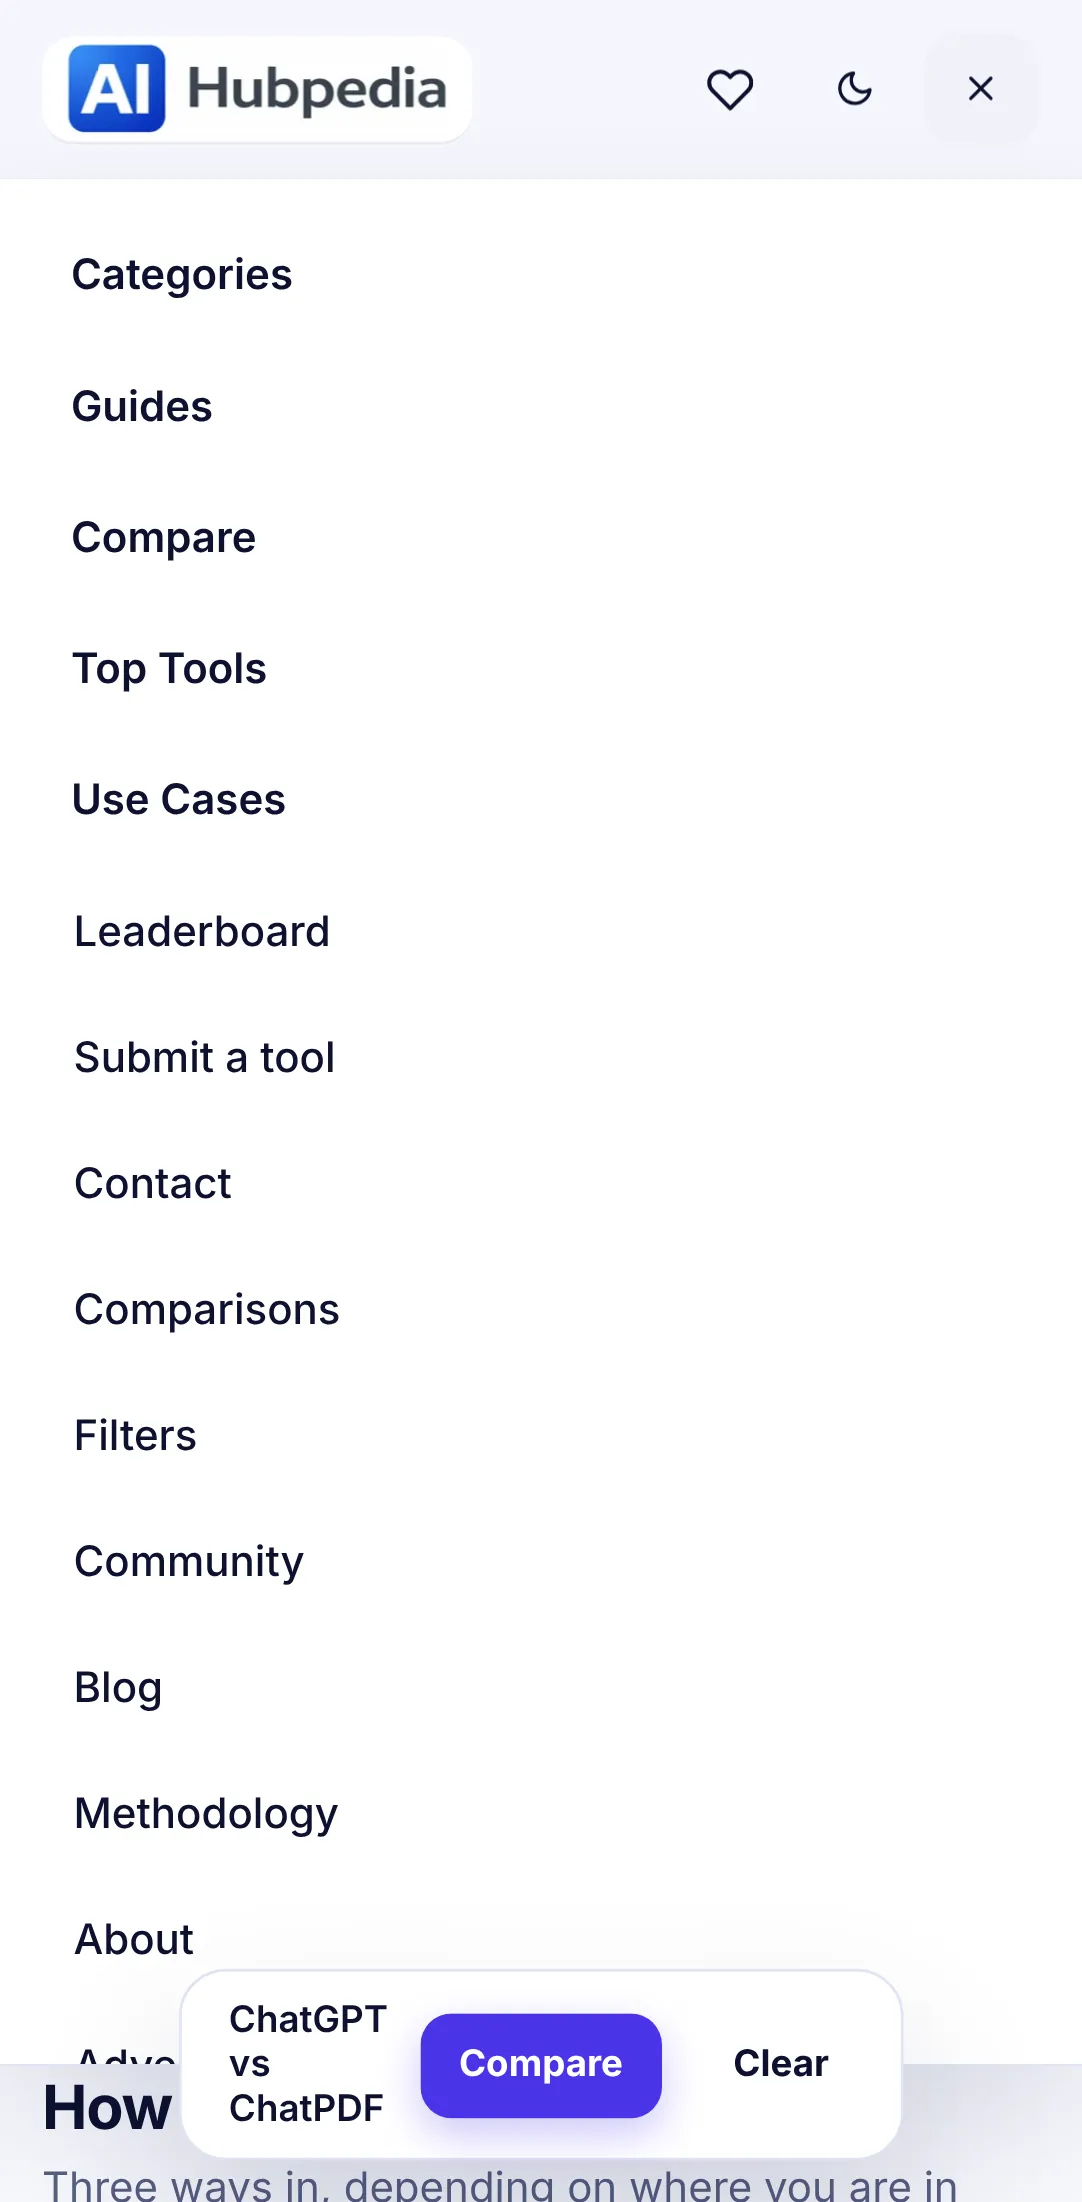 AI Hubpedia
Categories
Guides
Compare
Top Tools
Use Cases
Leaderboard
Submit a tool
Contact
Comparisons
Filters
Community
Blog
Methodology
About
ChatGPT
vs
ChatPDF
Compare
Clear
How
Three ways in, depending on where you are in